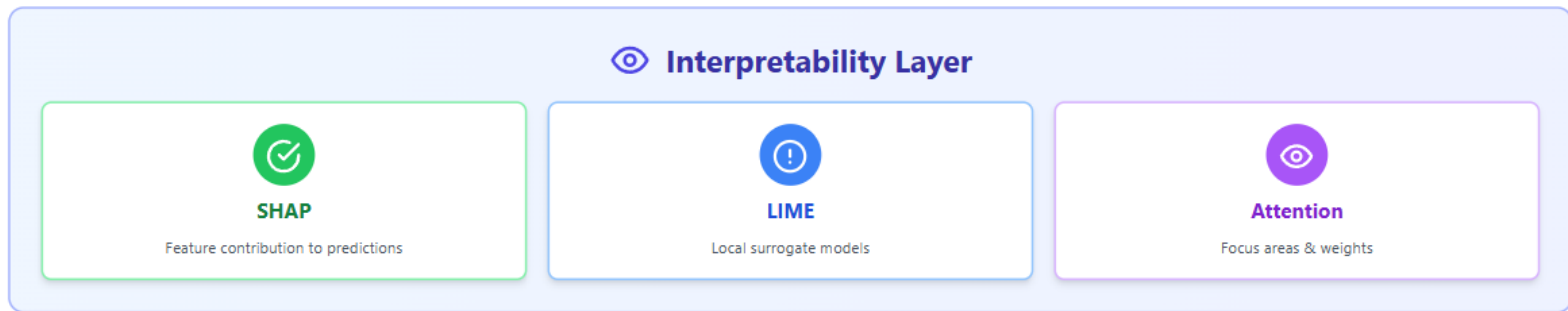 Interpretability Layer
SHAP
Feature contribution to predictions
LIME
Local surrogate models
Attention
Focus areas & weights